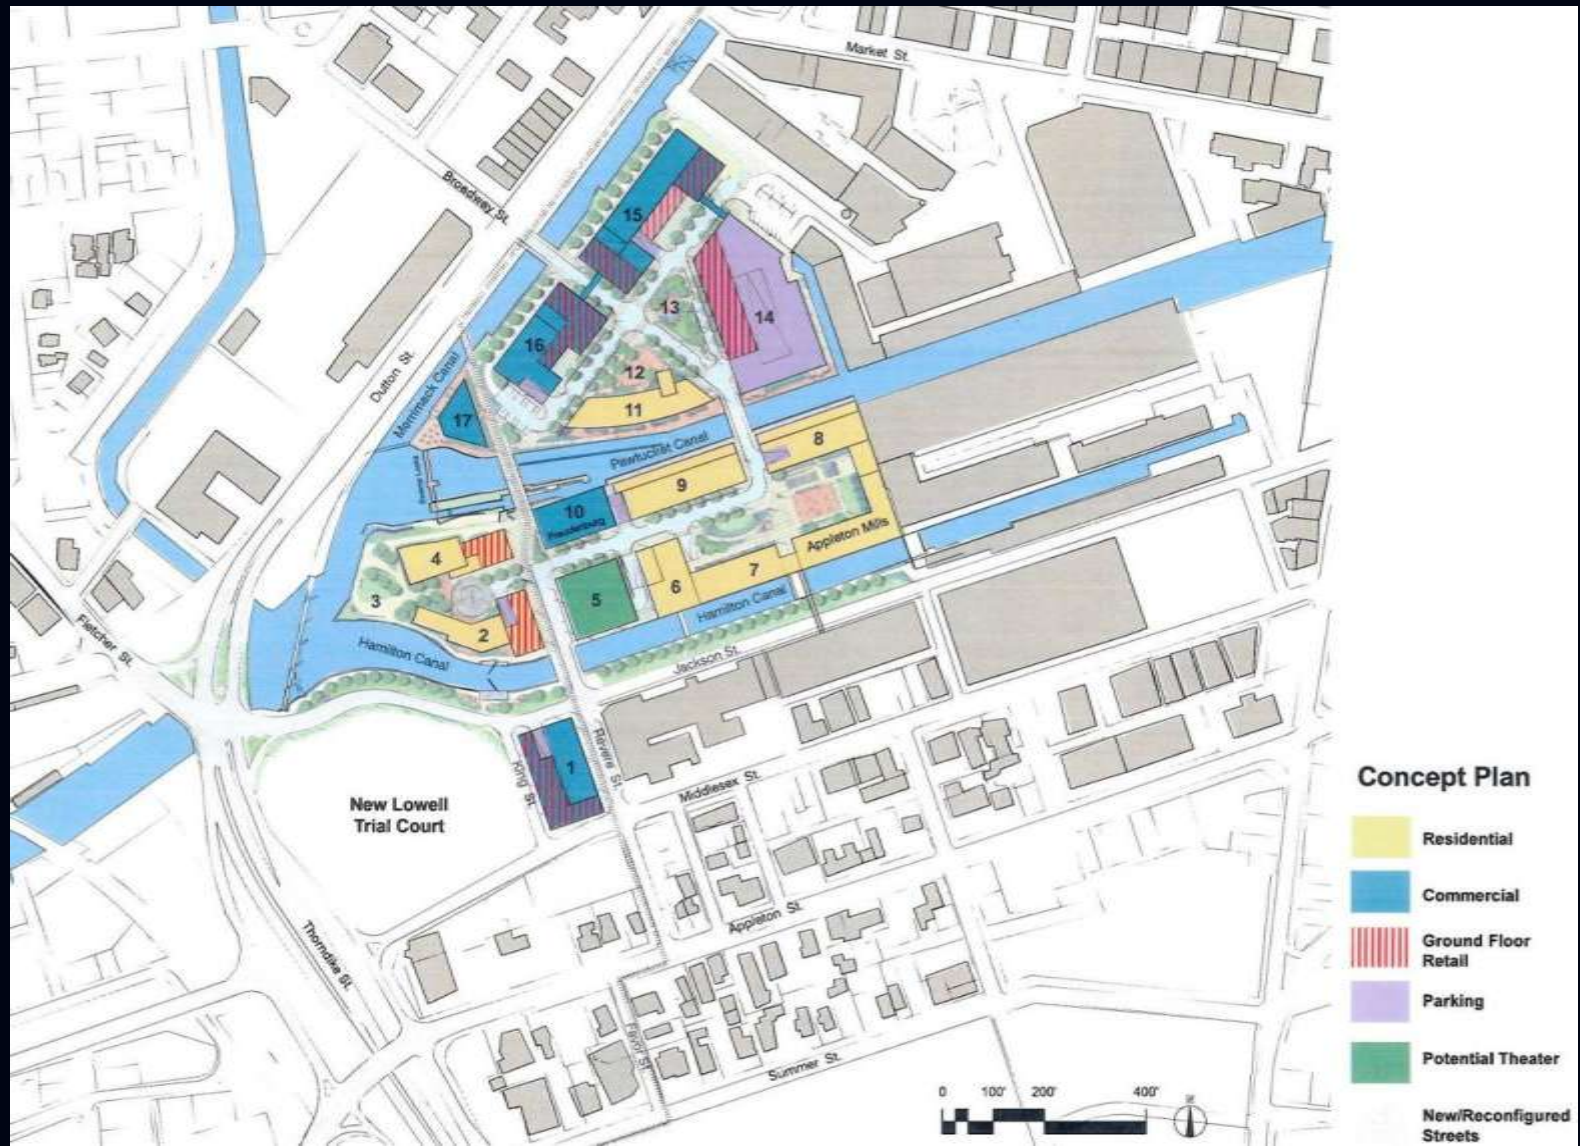 Market St.
Broadway St.
15
13
14
16
12
11
17
Dutton St.
Merrimack Canal
Pawtucket Canal
8
9
10
Freudenburg
4
Appleton Mills
7
6
5
3
2
Hamilton Canal
Hamilton Canal
Fletcher St.
Jackson St.
Revere St.
King St.
1
Middlesex St.
New Lowell
Trial Court
Appleton St.
Thorndike St.
Favor St.
Summer St.
Concept Plan
Residential
Commercial
Ground Floor
Retail
Parking
Potential Theater
New/Reconfigured
Streets
0 100' 200' 400'
N